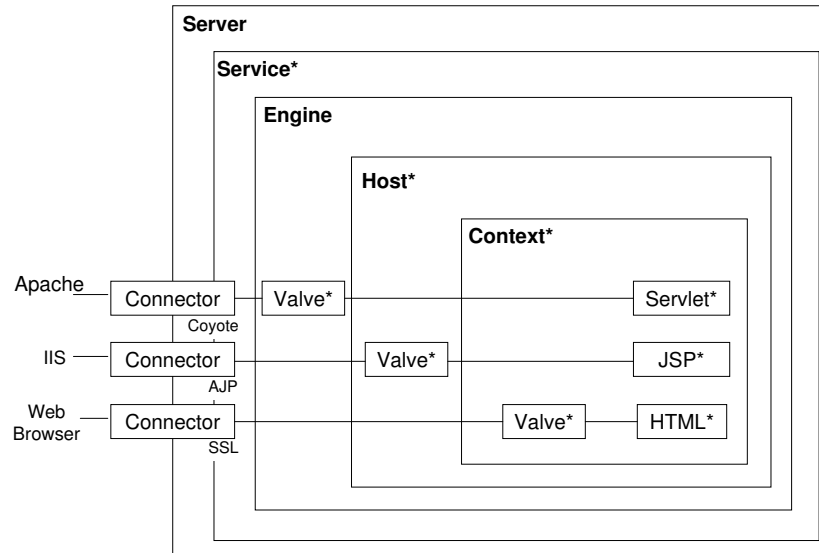 Server
Service*
Engine
Host*
Context*
Apache
Connector
Valve*
Servlet*
Coyote
IIS
Connector
Valve*
JSP*
AJP
Web
Browser
Connector
Valve*
HTML*
SSL